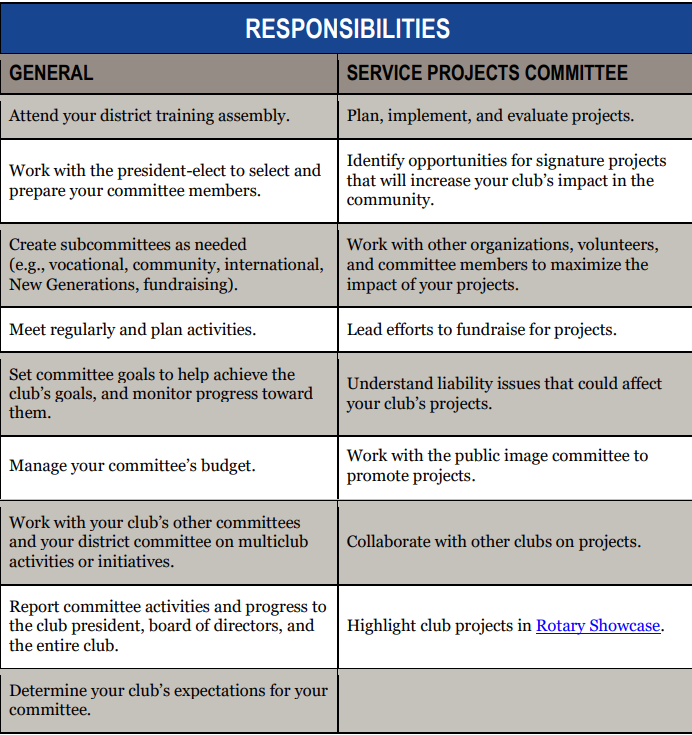 RESPONSIBILITIES
GENERAL
SERVICE PROJECTS COMMITTEE
Attend your district training assembly.
Plan, implement, and evaluate projects.
Work with the president-elect to select and
prepare your committee members.
Identify opportunities for signature projects
that will increase your club’s impact in the
community.
Create subcommittees as needed
(e.g., vocational, community, international,
New Generations, fundraising).
Work with other organizations, volunteers,
and committee members to maximize the
impact of your projects.
Meet regularly and plan activities.
Lead efforts to fundraise for projects.
Set committee goals to help achieve the
club’s goals, and monitor progress toward
them.
Understand liability issues that could affect
your club’s projects.
Manage your committee’s budget.
Work with the public image committee to
promote projects.
Work with your club’s other committees
and your district committee on multiclub
activities or initiatives.
Collaborate with other clubs on projects.
Report committee activities and progress to
the club president, board of directors, and
the entire club.
Highlight club projects in Rotary Showcase.
Determine your club’s expectations for your
committee.